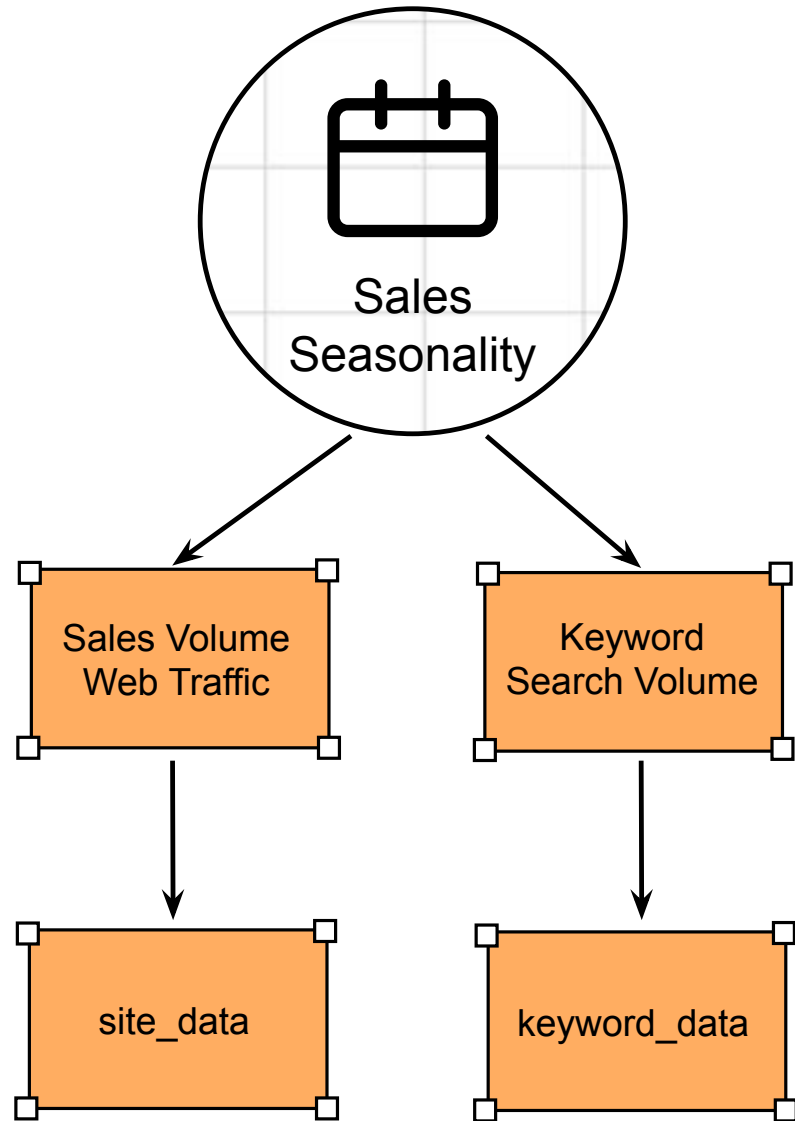 Sales
Seasonality
Sales Volume
Web Traffic
Keyword
Search Volume
site_data
keyword_data